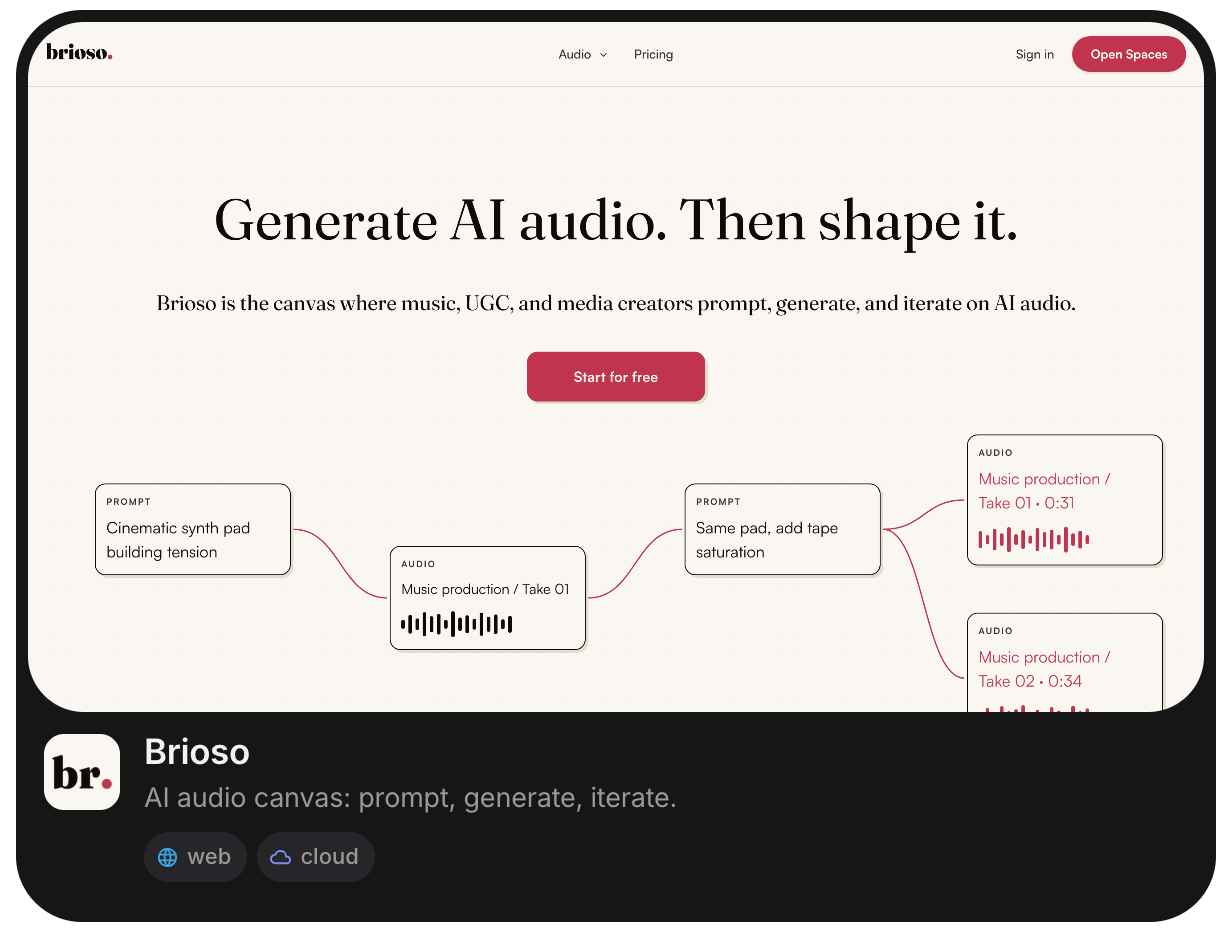 brioso.
Audio
Pricing
Sign in
Open Spaces
Generate AI audio. Then shape it.
Brioso is the canvas where music, UGC, and media creators prompt, generate, and iterate on AI audio.
Start for free
PROMPT
Cinematic synth pad
building tension
AUDIO
Music production / Take 01
PROMPT
Same pad, add tape
saturation
AUDIO
Music production /
Take 01 • 0:31
AUDIO
Music production /
Take 02 • 0:34
br.
Brioso
AI audio canvas: prompt, generate, iterate.
web
cloud